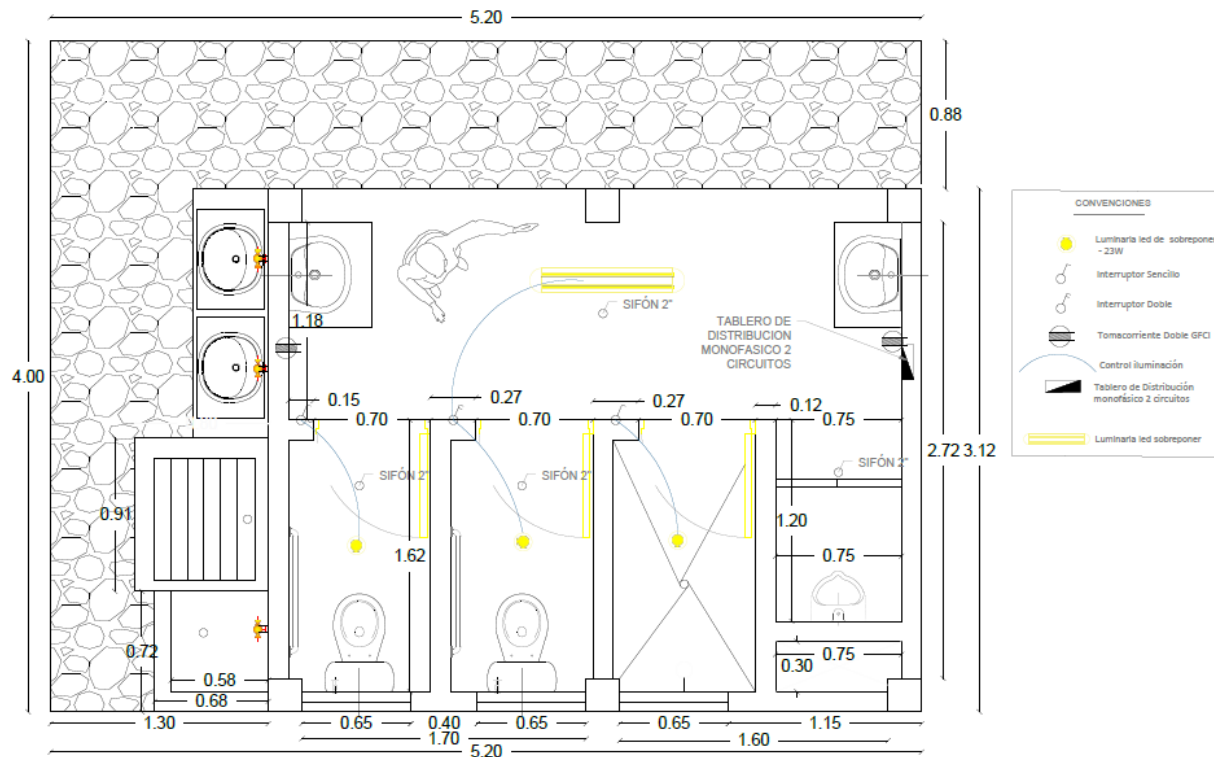 5.20
0.88
CONVENCIONES
Luminaria led de sobreponer
- 23W
Interruptor Sencillo
Interruptor Doble
Tomacorriente Doble GFCI
Control iluminación
Tablero de Distribución
monofásico 2 circuitos
Luminaria led sobreponer
SIFÓN 2"
1.18
TABLERO DE
DISTRIBUCION
MONOFASICO 2
CIRCUITOS
4.00
0.15
0.27
0.27
0.12
0.70
0.70
0.70
0.75
2.72
3.12
SIFÓN 2"
SIFÓN 2"
SIFÓN 2"
0.91
1.20
1.62
0.75
0.72
0.58
0.68
0.30
0.75
1.30
0.65
0.40
0.65
0.65
1.15
1.70
1.60
5.20